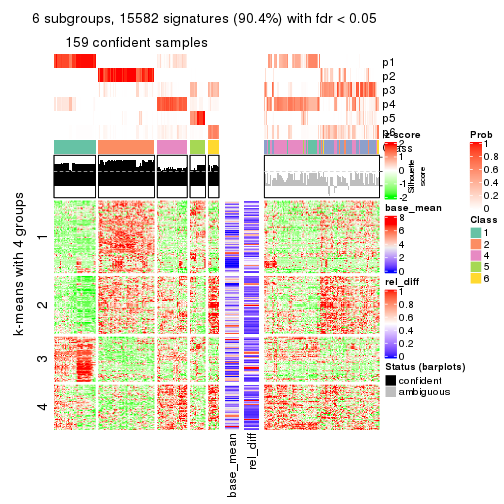 6 subgroups, 15582 signatures (90.4%) with fdr < 0.05
159 confident samples
p1
p2
p3
p4
p5
p6
Class
Silhouette
score
z-score
2
1
0
-1
-2
base_mean
8
6
4
2
0
rel_diff
1
0.8
0.6
0.4
0.2
0
Status (barplots)
confident
ambiguous
Prob
1
0.8
0.6
0.4
0.2
0
Class
1
2
4
5
6
k-means with 4 groups
1
2
3
4
base_mean
rel_diff